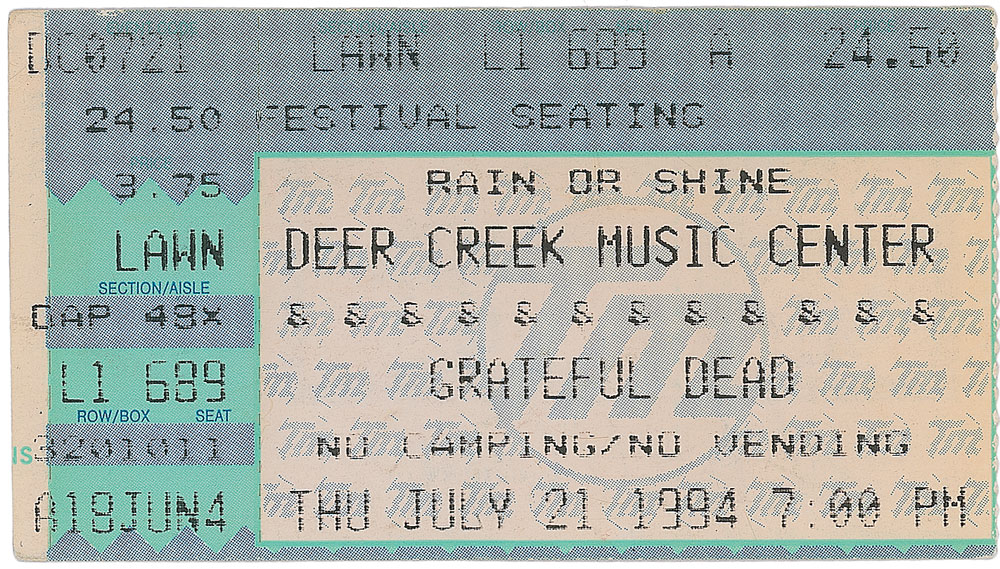 DC0721 LAWN L1 689 A 24.50
24.50 FESTIVAL SEATING
3.75 RAIN OR SHINE
LAWN DEER CREEK MUSIC CENTER
SECTION/AISLE
CAP 49X & & & & & & & & & & & &
L1 689 GRATEFUL DEAD
ROW/BOX SEAT
3201011 NO CAMPING/NO VENDING
A18JUN4 THU JULY 21 1994 7:00 PM